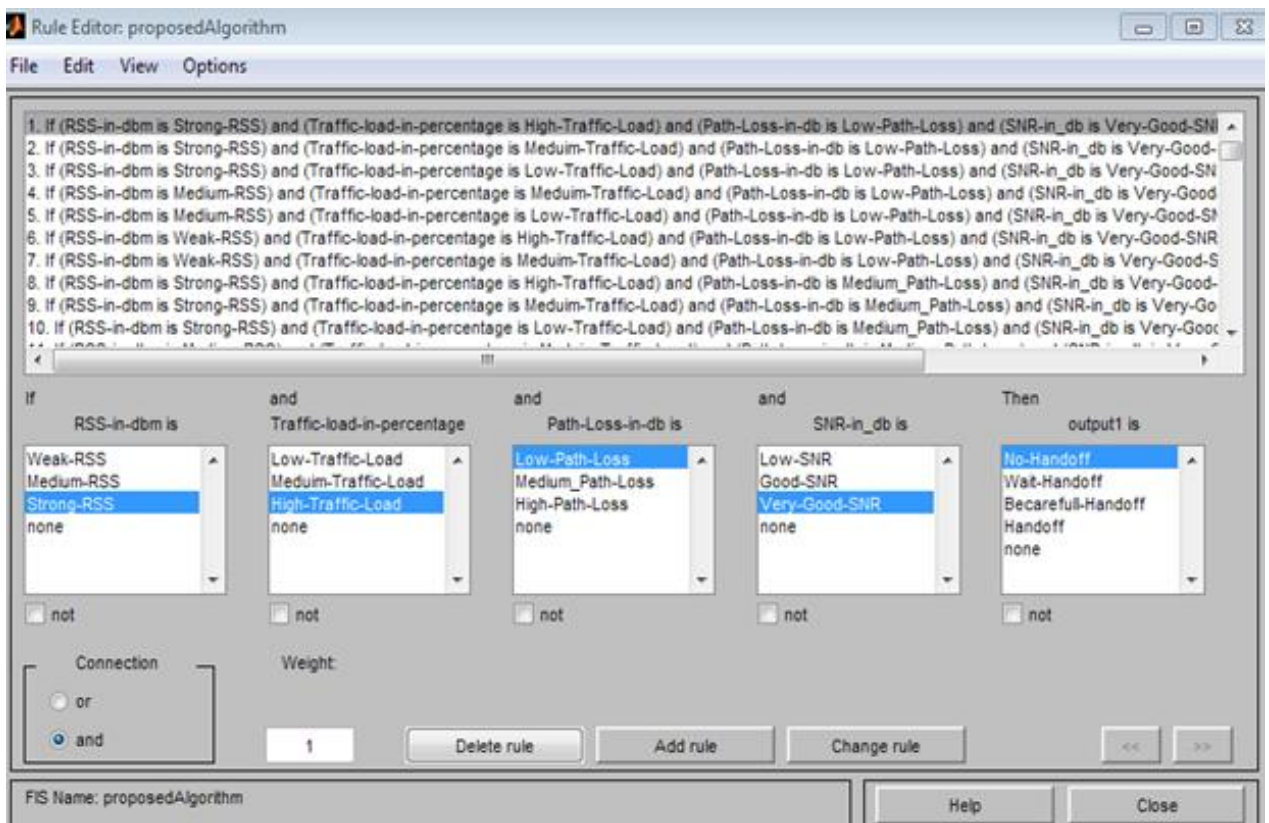 Rule Editor: proposedAlgorithm
File Edit View Options
1. If (RSS-in-dbm is Strong-RSS) and (Traffic-load-in-percentage is High-Traffic-Load) and (Path-Loss-in-db is Low-Path-Loss) and (SNR-in_db is Very-Good-SNI
2. If (RSS-in-dbm is Strong-RSS) and (Traffic-load-in-percentage is Meduim-Traffic-Load) and (Path-Loss-in-db is Low-Path-Loss) and (SNR-in_db is Very-Good-
3. If (RSS-in-dbm is Strong-RSS) and (Traffic-load-in-percentage is Low-Traffic-Load) and (Path-Loss-in-db is Low-Path-Loss) and (SNR-in_db is Very-Good-SN
4. If (RSS-in-dbm is Medium-RSS) and (Traffic-load-in-percentage is Meduim-Traffic-Load) and (Path-Loss-in-db is Low-Path-Loss) and (SNR-in_db is Very-Good
5. If (RSS-in-dbm is Medium-RSS) and (Traffic-load-in-percentage is Low-Traffic-Load) and (Path-Loss-in-db is Low-Path-Loss) and (SNR-in_db is Very-Good-SN
6. If (RSS-in-dbm is Weak-RSS) and (Traffic-load-in-percentage is High-Traffic-Load) and (Path-Loss-in-db is Low-Path-Loss) and (SNR-in_db is Very-Good-SNR
7. If (RSS-in-dbm is Weak-RSS) and (Traffic-load-in-percentage is Meduim-Traffic-Load) and (Path-Loss-in-db is Low-Path-Loss) and (SNR-in_db is Very-Good-S
8. If (RSS-in-dbm is Strong-RSS) and (Traffic-load-in-percentage is High-Traffic-Load) and (Path-Loss-in-db is Medium_Path-Loss) and (SNR-in_db is Very-Good-
9. If (RSS-in-dbm is Strong-RSS) and (Traffic-load-in-percentage is Meduim-Traffic-Load) and (Path-Loss-in-db is Medium_Path-Loss) and (SNR-in_db is Very-Go
10. If (RSS-in-dbm is Strong-RSS) and (Traffic-load-in-percentage is Low-Traffic-Load) and (Path-Loss-in-db is Medium_Path-Loss) and (SNR-in_db is Very-Good
If and and and Then
RSS-in-dbm is Traffic-load-in-percentage Path-Loss-in-db is SNR-in_db is output1 is
Weak-RSS Low-Traffic-Load Low-Path-Loss Low-SNR No-Handoff
Medium-RSS Meduim-Traffic-Load Medium_Path-Loss Good-SNR Wait-Handoff
Strong-RSS High-Traffic-Load High-Path-Loss Very-Good-SNR Becarefull-Handoff
none none none none Handoff
none
not not not not not
Connection Weight:
or
and 1 Delete rule Add rule Change rule << >>
FIS Name: proposedAlgorithm Help Close